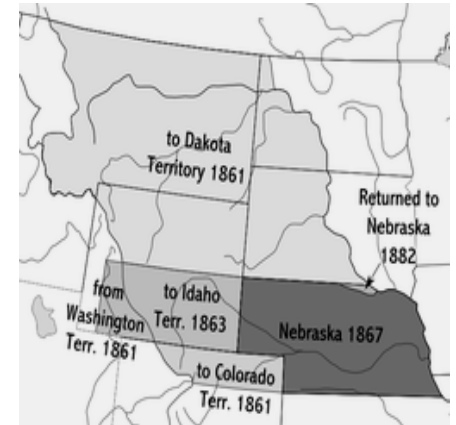 to Dakota
Territory 1861
Returned to
Nebraska
1882
from
Washington
Terr. 1861
to Idaho
Terr. 1863
Nebraska 1867
to Colorado
Terr. 1861